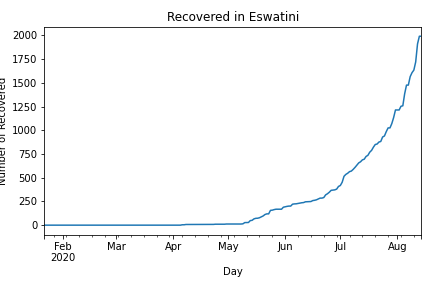 Recovered in Eswatini
2000
1750
1500
1250
1000
750
500
250
0
Number of Recovered
Feb
2020
Mar
Apr
May
Jun
Jul
Aug
Day